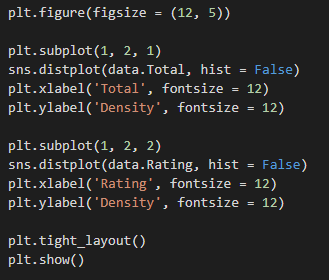 plt.figure(figsize = (12, 5))
plt.subplot(1, 2, 1)
sns.distplot(data.Total, hist = False)
plt.xlabel('Total', fontsize = 12)
plt.ylabel('Density', fontsize = 12)
plt.subplot(1, 2, 2)
sns.distplot(data.Rating, hist = False)
plt.xlabel('Rating', fontsize = 12)
plt.ylabel('Density', fontsize = 12)
plt.tight_layout()
plt.show()